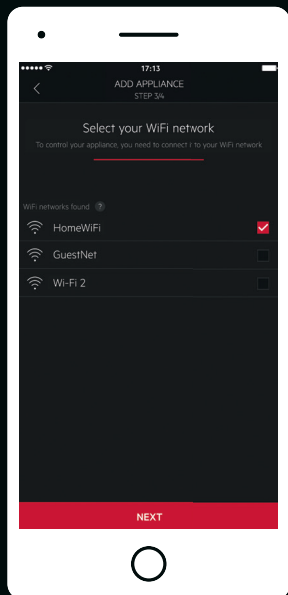 17:13
ADD APPLIANCE
STEP 3/4
Select your WiFi network
To control your appliance, you need to connect i to your WiFi network
WiFi networks found ?
HomeWiFi
GuestNet
Wi-Fi 2
NEXT